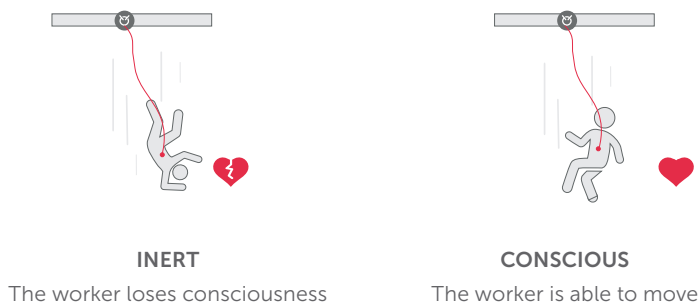 INERT
The worker loses consciousness
CONSCIOUS
The worker is able to move